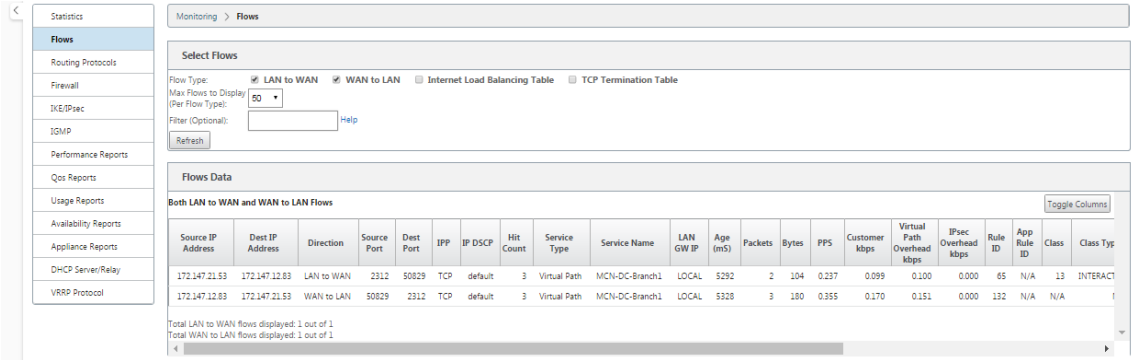 Statistics
Flows
Routing Protocols
Firewall
IKE/IPsec
IGMP
Performance Reports
Qos Reports
Usage Reports
Availability Reports
Appliance Reports
DHCP Server/Relay
VRRP Protocol
Monitoring > Flows
Select Flows
Flow Type: LAN to WAN WAN to LAN Internet Load Balancing Table TCP Termination Table
Max Flows to Display
(Per Flow Type): 50
Filter (Optional): Help
Refresh
Flows Data
Both LAN to WAN and WAN to LAN Flows Toggle Columns
Source IP Address Dest IP Address Direction Source Port Dest Port IPP IP DSCP Hit Count Service Type Service Name LAN GW IP Age (mS) Packets Bytes PPS Customer kbps Virtual Path Overhead kbps IPsec Overhead kbps Rule ID App Rule ID Class Class Typ
172.147.21.53 172.147.12.83 LAN to WAN 2312 50829 TCP default 3 Virtual Path MCN-DC-Branch1 LOCAL 5292 2 104 0.237 0.099 0.100 0.000 65 N/A 13 INTERACT
172.147.12.83 172.147.21.53 WAN to LAN 50829 2312 TCP default 3 Virtual Path MCN-DC-Branch1 LOCAL 5328 3 180 0.355 0.170 0.151 0.000 132 N/A N/A
Total LAN to WAN flows displayed: 1 out of 1
Total WAN to LAN flows displayed: 1 out of 1